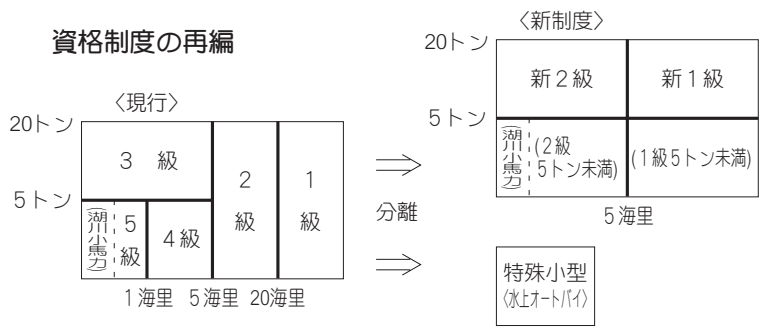 資格制度の再編
〈現行〉
20トン
5トン
3 級
2級
1級
(湖川小馬力)
5級
4級
1海里 5海里 20海里
分離
〈新制度〉
20トン
5トン
新2級
新1級
(湖川小馬力)
(2級
5トン未満)
(1級5トン未満)
5海里
特殊小型
〈水上オートバイ〉